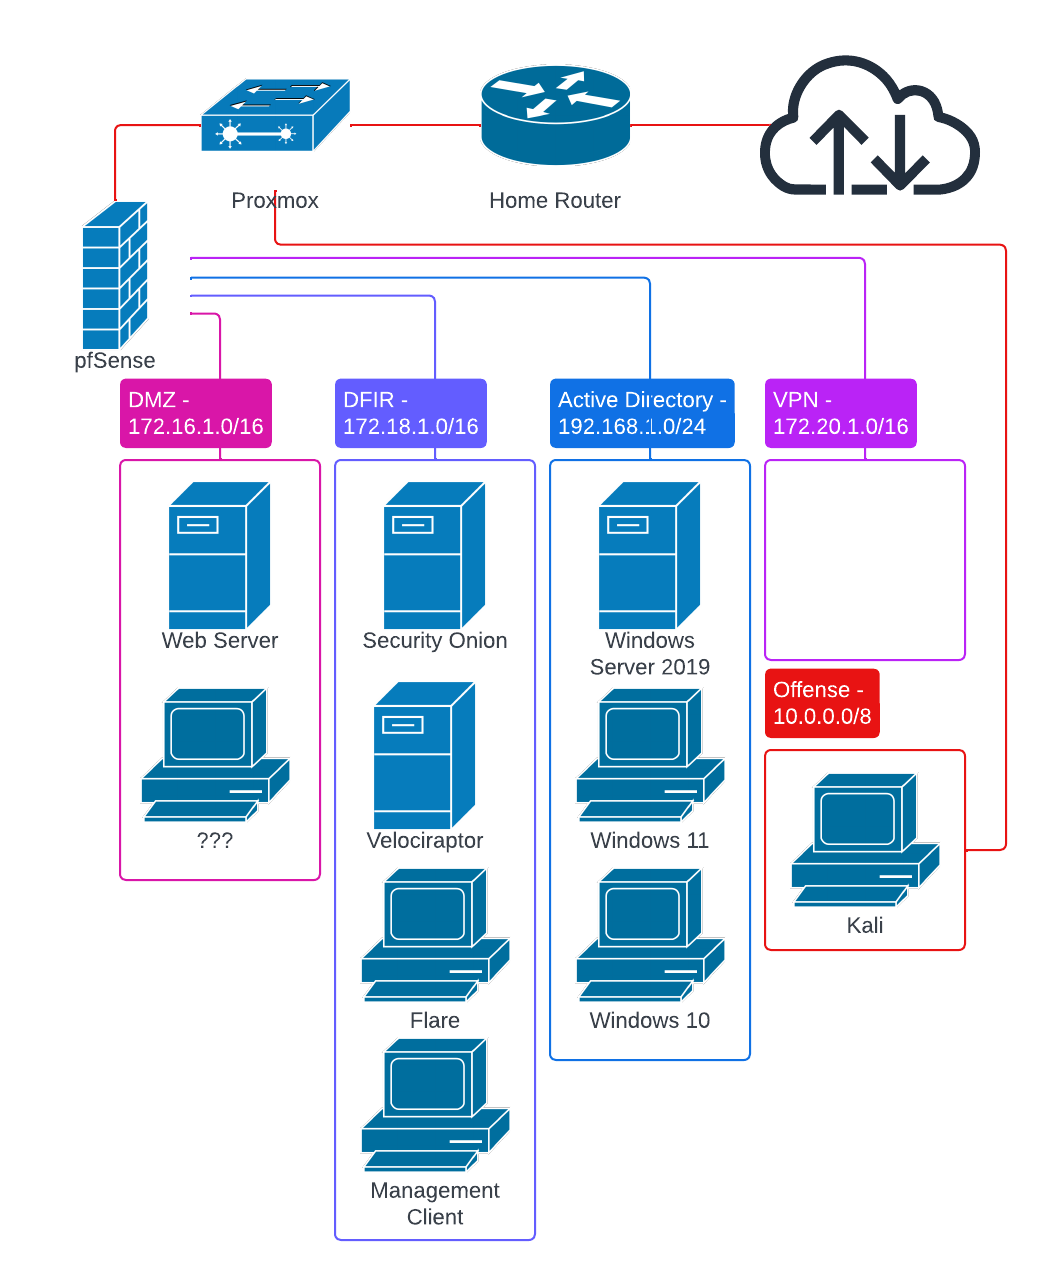 Proxmox
Home Router
pfSense
DMZ -
172.16.1.0/16
DFIR -
172.18.1.0/16
Active Directory -
192.168.1.0/24
VPN -
172.20.1.0/16
Web Server
???
Security Onion
Velociraptor
Flare
Management
Client
Windows
Server 2019
Windows 11
Windows 10
Offense -
10.0.0.0/8
Kali